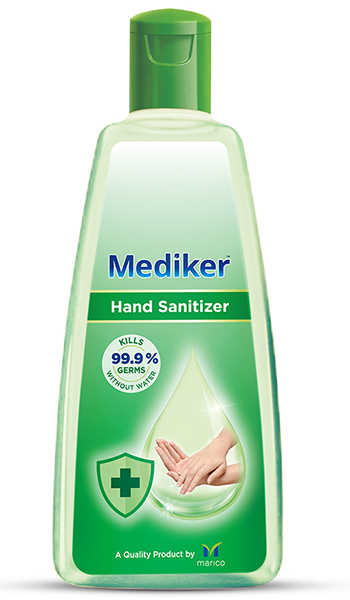 Mediker
Hand Sanitizer
KILLS
99.9%
GERMS
WITHOUT WATER
A Quality Product by
marico